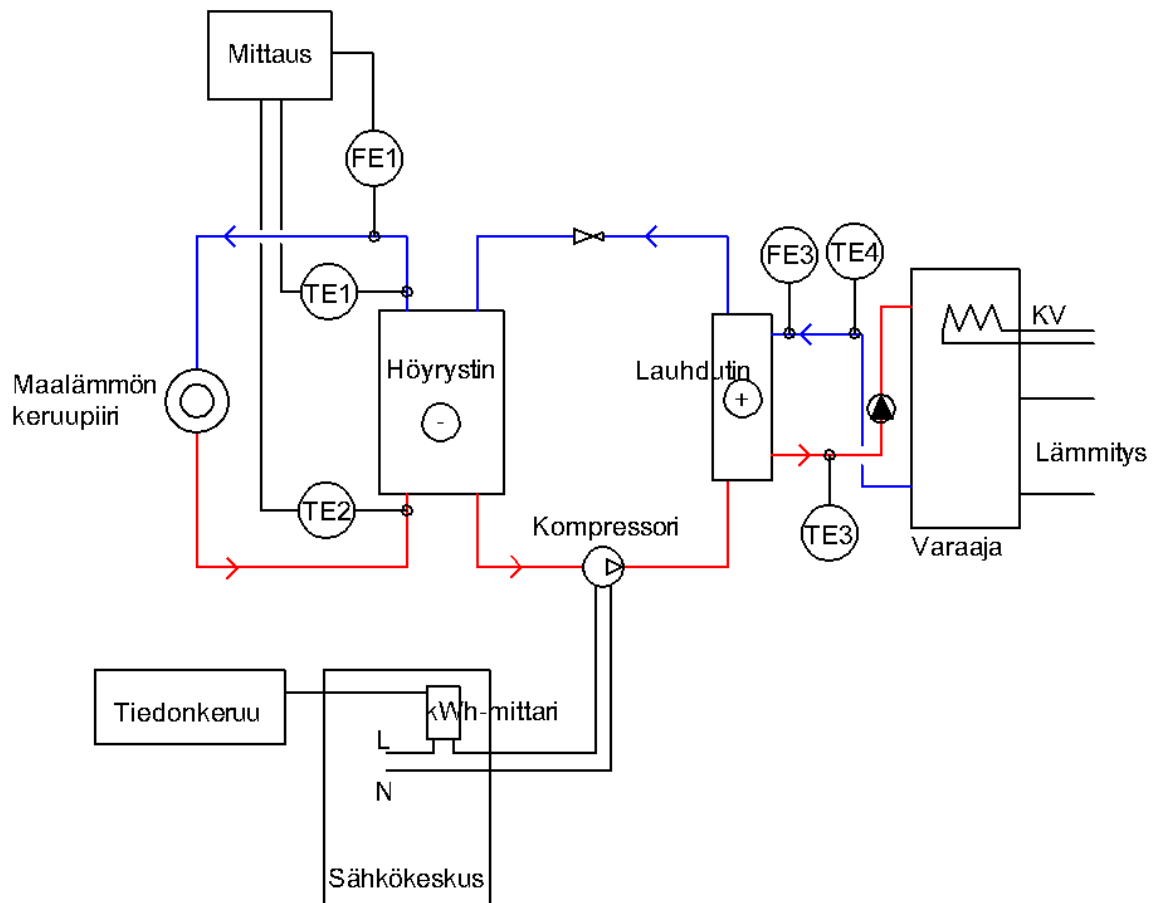 Mittaus
FE1
FE3
TE4
TE1
KV
Höyrystin
Lauhdutin
Maalämmön
keruupiiri
-
+
Lämmitys
TE2
Kompressori
TE3
Varaaja
Tiedonkeruu
kWh-mittari
L
N
Sähkökeskus